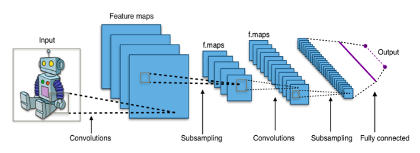 Feature maps
Input
f.maps
f.maps
Output
Convolutions
Subsampling
Convolutions
Subsampling
Fully connected